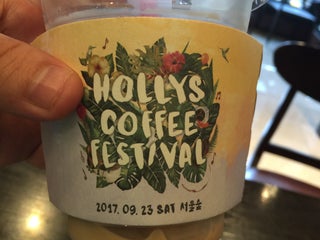 HOLLYS
COFFEE
FESTIVAL
2017. 09. 23 SAT 서울숲